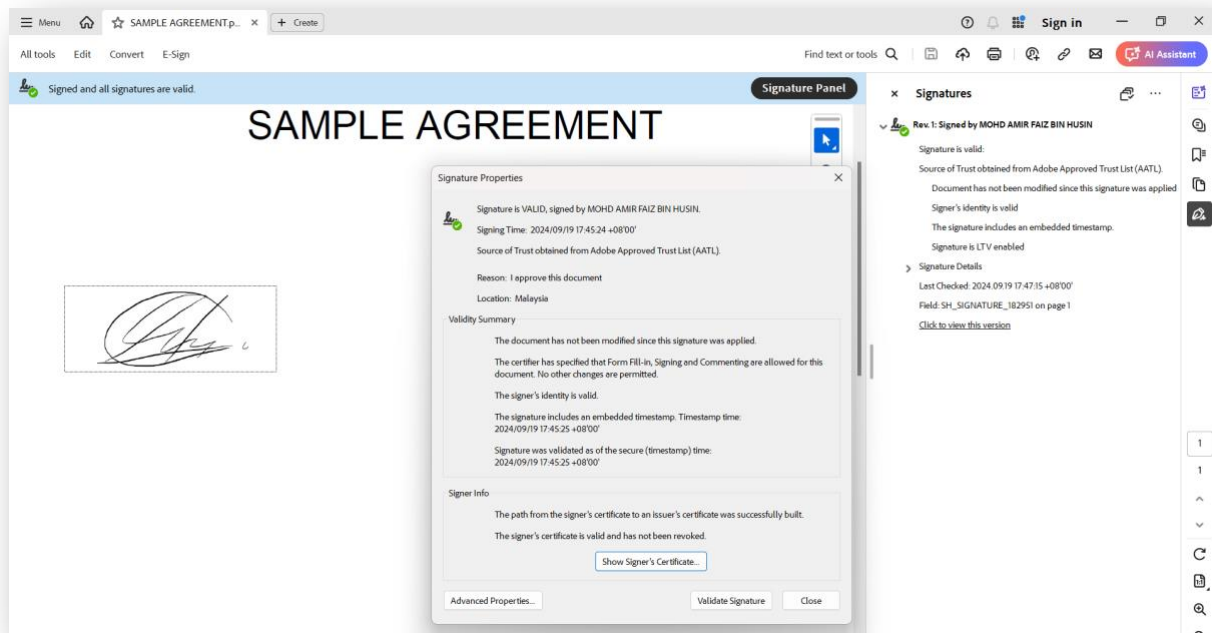 Menu
SAMPLE AGREEMENT.p...
+ Create
Sign in
All tools
Edit
Convert
E-Sign
Find text or tools
AI Assistant
Signed and all signatures are valid.
Signature Panel
SAMPLE AGREEMENT
Signature Properties
Signature is VALID, signed by MOHD AMIR FAIZ BIN HUSIN.
Signing Time: 2024/09/19 17:45:24 +08'00'
Source of Trust obtained from Adobe Approved Trust List (AATL).
Reason: I approve this document
Location: Malaysia
Validity Summary
The document has not been modified since this signature was applied.
The certifier has specified that Form Fill-in, Signing and Commenting are allowed for this
document. No other changes are permitted.
The signer's identity is valid.
The signature includes an embedded timestamp. Timestamp time:
2024/09/19 17:45:25 +08'00'
Signature was validated as of the secure (timestamp) time:
2024/09/19 17:45:25 +08'00'
Signer Info
The path from the signer's certificate to an issuer's certificate was successfully built.
The signer's certificate is valid and has not been revoked.
Show Signer's Certificate...
Advanced Properties...
Validate Signature
Close
Signatures
Rev. 1: Signed by MOHD AMIR FAIZ BIN HUSIN
Signature is valid:
Source of Trust obtained from Adobe Approved Trust List (AATL).
Document has not been modified since this signature was applied
Signer's identity is valid
The signature includes an embedded timestamp.
Signature is LTV enabled
Signature Details
Last Checked: 2024.09.19 17:47:15 +08'00'
Field: SH_SIGNATURE_182951 on page 1
Click to view this version
1
1